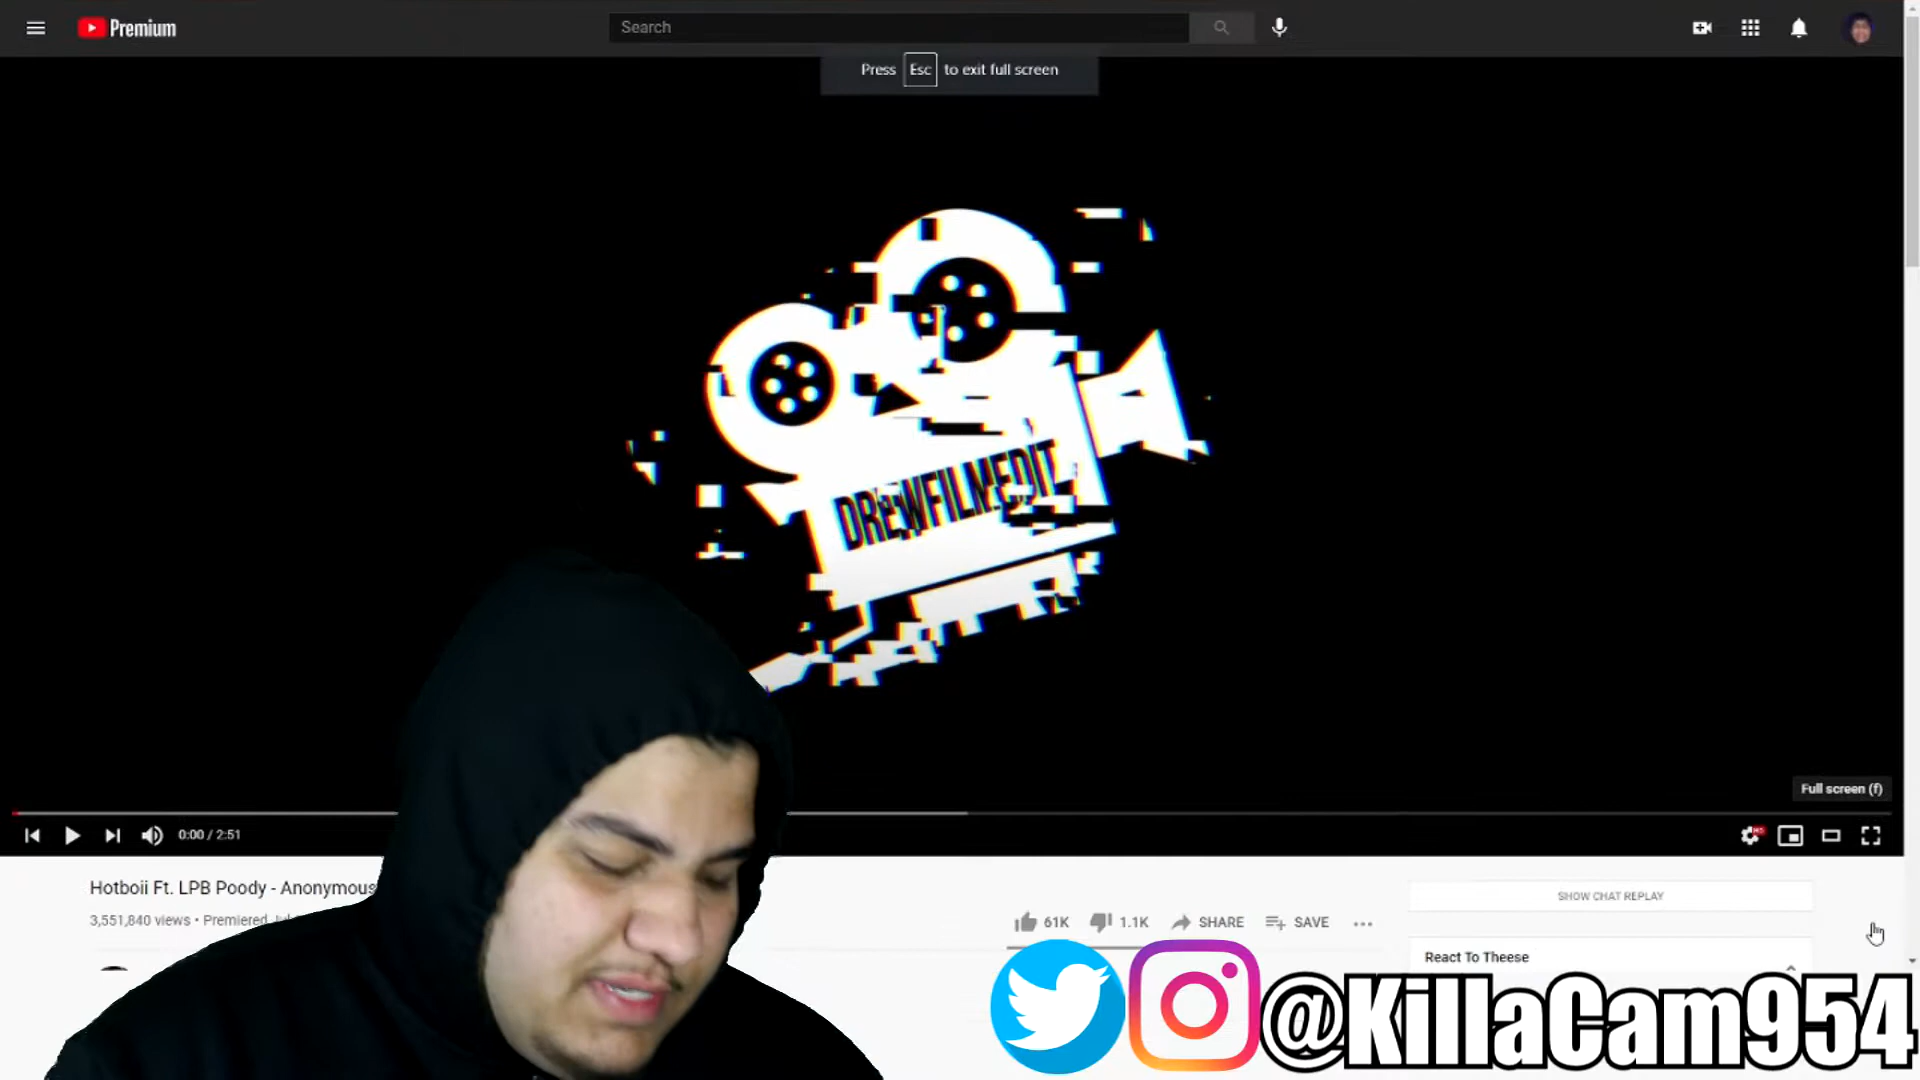 Premium
Search
Press Esc to exit full screen
DREWFILMEDIT
Full screen (f)
0:00 / 2:51
HD
Hotboii Ft. LPB Poody - Anonymous
3,551,840 views • Premiered
61K
1.1K
SHARE
SAVE
SHOW CHAT REPLAY
React To Theese
@KillaCam954